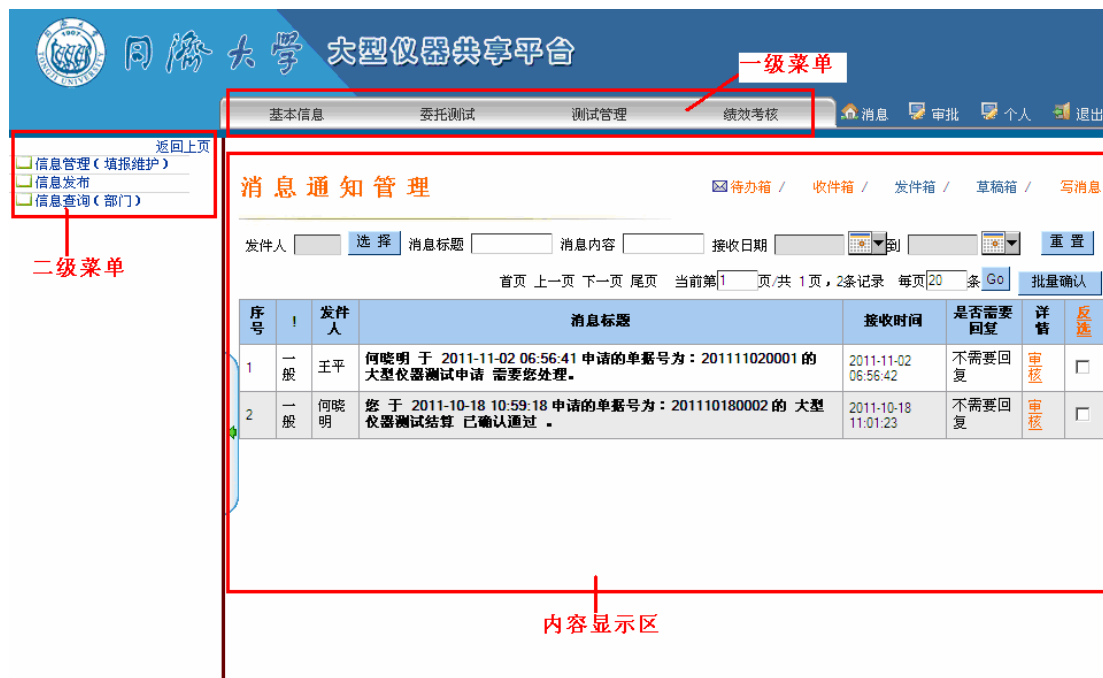 1907
TONGJI UNIVERSITY
同濟大學 大型仪器共享平台
一级菜单
基本信息 委托测试 测试管理 绩效考核 消息 审批 个人 退出
返回上页
信息管理(填报维护)
信息发布
信息查询(部门)
二级菜单
消息通知管理 待办箱 / 收件箱 / 发件箱 / 草稿箱 / 写消息
发件人 选择 消息标题 消息内容 接收日期 到 重置
首页 上一页 下一页 尾页 当前第1 页/共 1页,2条记录 每页20 条 Go 批量确认
序号 ! 发件人 消息标题 接收时间 是否需要回复 详情 反选
1 一般 王平 何晓明 于 2011-11-02 06:56:41 申请的单据号为:201111020001 的 大型仪器测试申请 需要您处理。 2011-11-02 06:56:42 不需要回复 审核
2 一般 何晓明 您 于 2011-10-18 10:59:18 申请的单据号为:201110180002 的 大型仪器测试结算 已确认通过 。 2011-10-18 11:01:23 不需要回复 审核
内容显示区